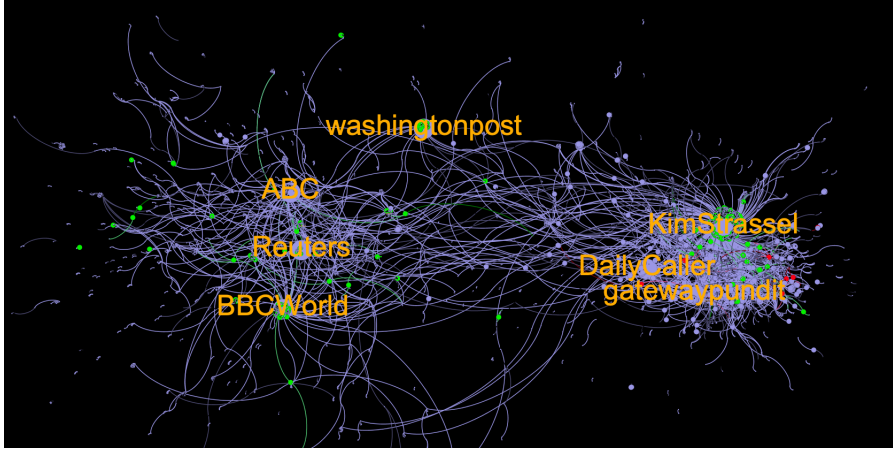 washingtonpost
ABC
KimStrassel
Reuters
DailyCaller
gatewaypundit
BBCWorld